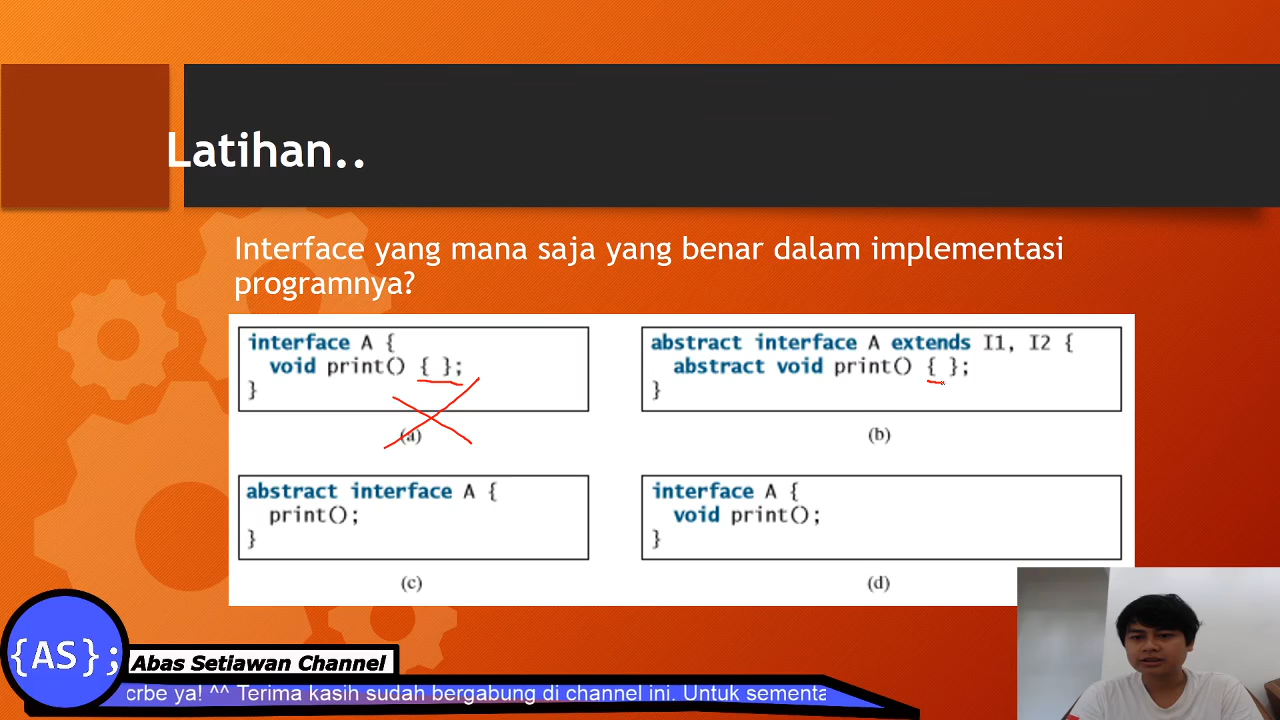 Latihan..
Interface yang mana saja yang benar dalam implementasi
programnya?
interface A {
void print() { };
}
(a)
abstract interface A extends I1, I2 {
abstract void print() { };
}
(b)
abstract interface A {
print();
}
(c)
interface A {
void print();
}
(d)
{AS};
Abas Setiawan Channel
crbe ya! ^^ Terima kasih sudah bergabung di channel ini. Untuk sementa